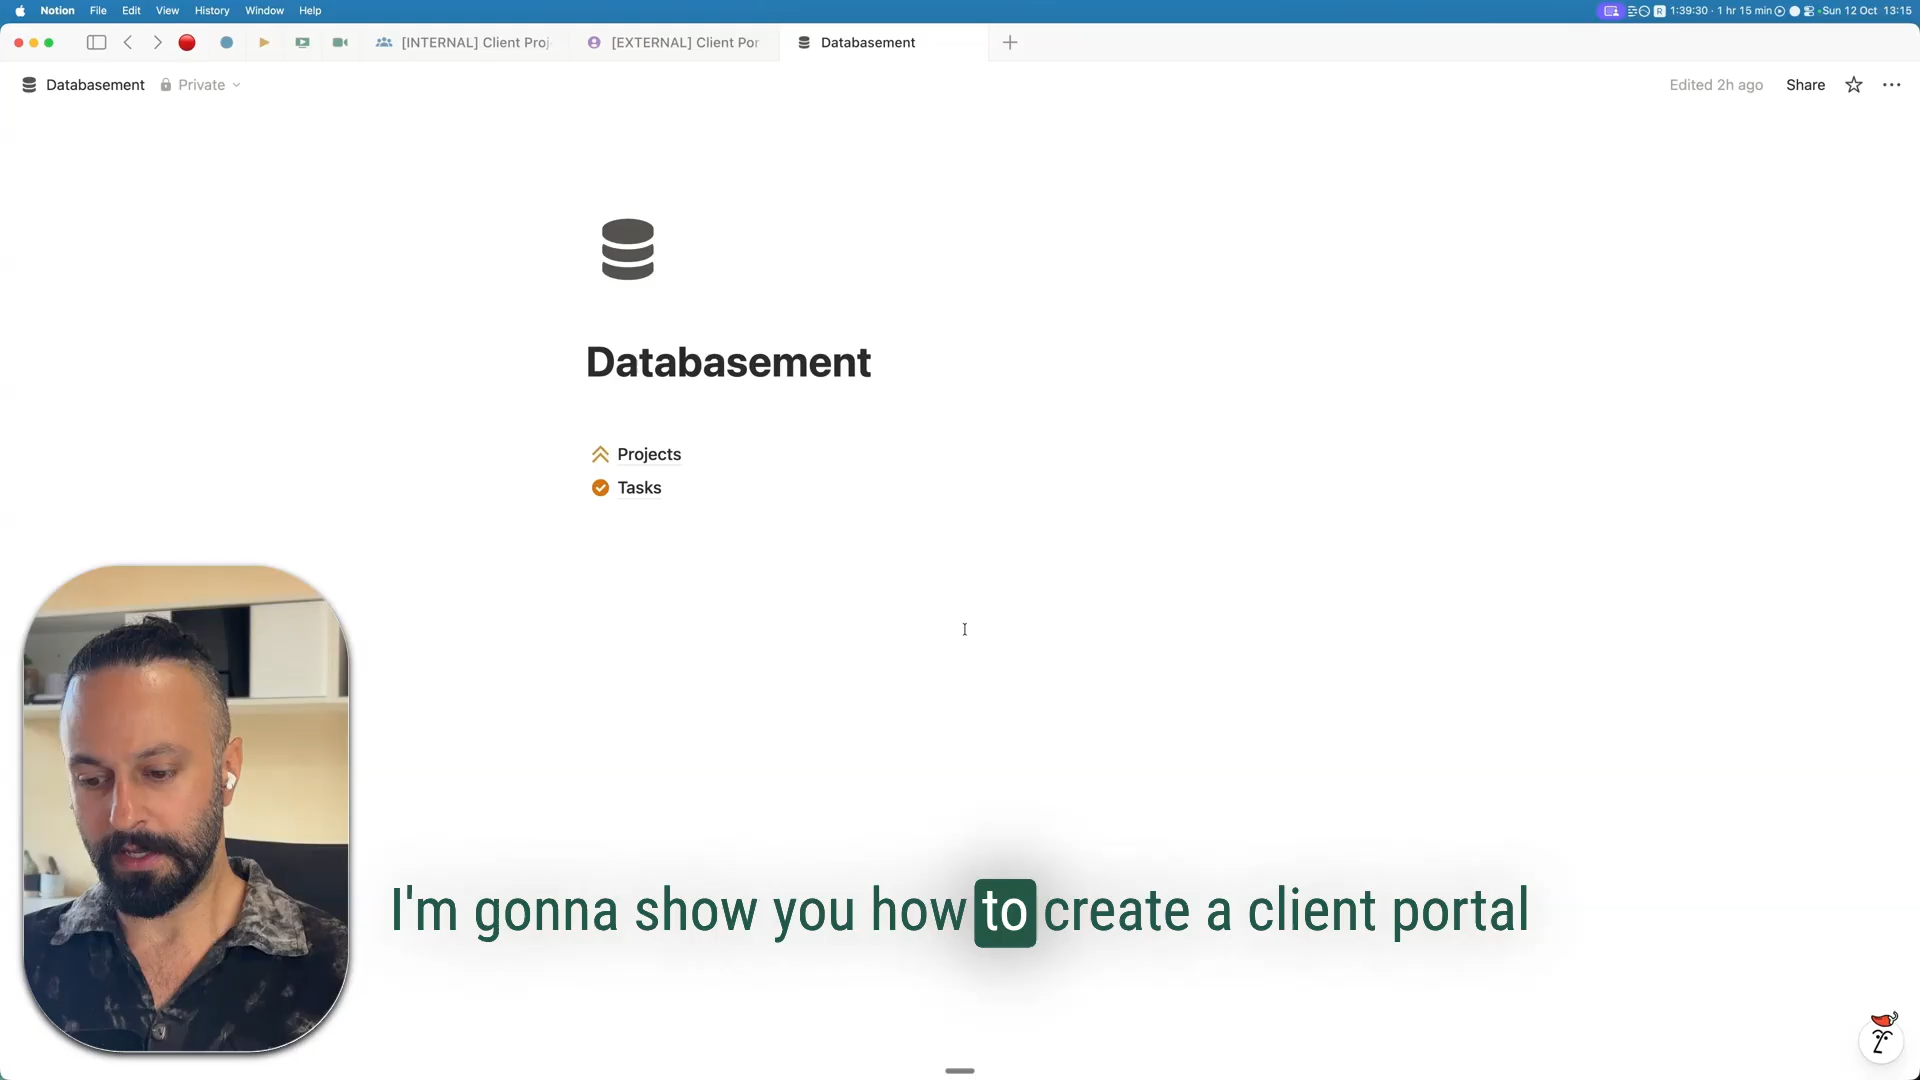 Notion File Edit View History Window Help
R 1:39:30 · 1 hr 15 min Sun 12 Oct 13:15
[INTERNAL] Client Proj
[EXTERNAL] Client Por
Databasement
Databasement Private
Edited 2h ago Share
Databasement
Projects
Tasks
I'm gonna show you how to create a client portal